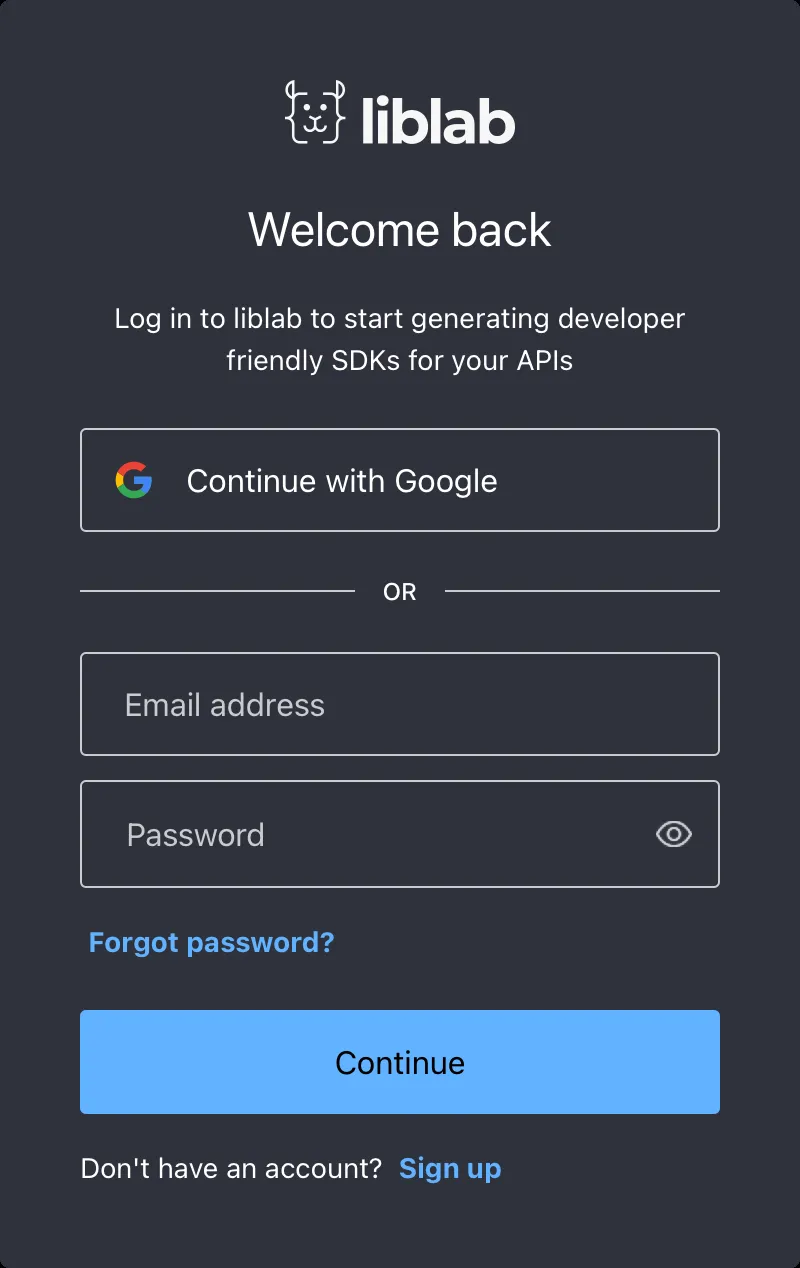 liblab
Welcome back
Log in to liblab to start generating developer
friendly SDKs for your APIs
Continue with Google
OR
Email address
Password
Forgot password?
Continue
Don't have an account? Sign up